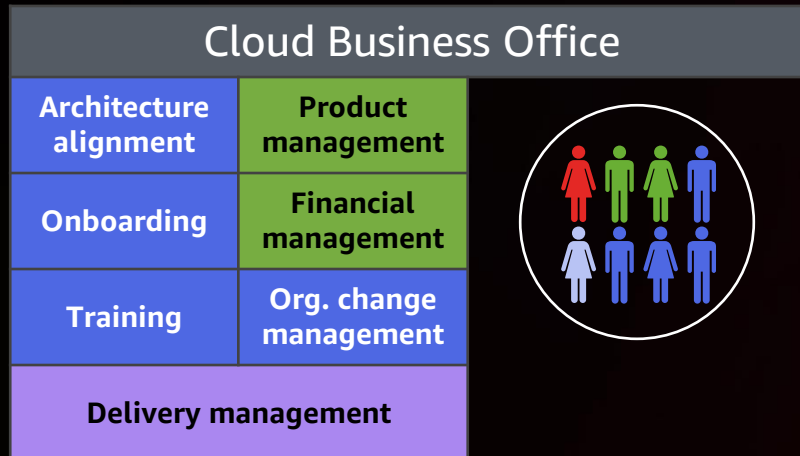 Cloud Business Office
Architecture
alignment
Product
management
Onboarding
Financial
management
Training
Org. change
management
Delivery management